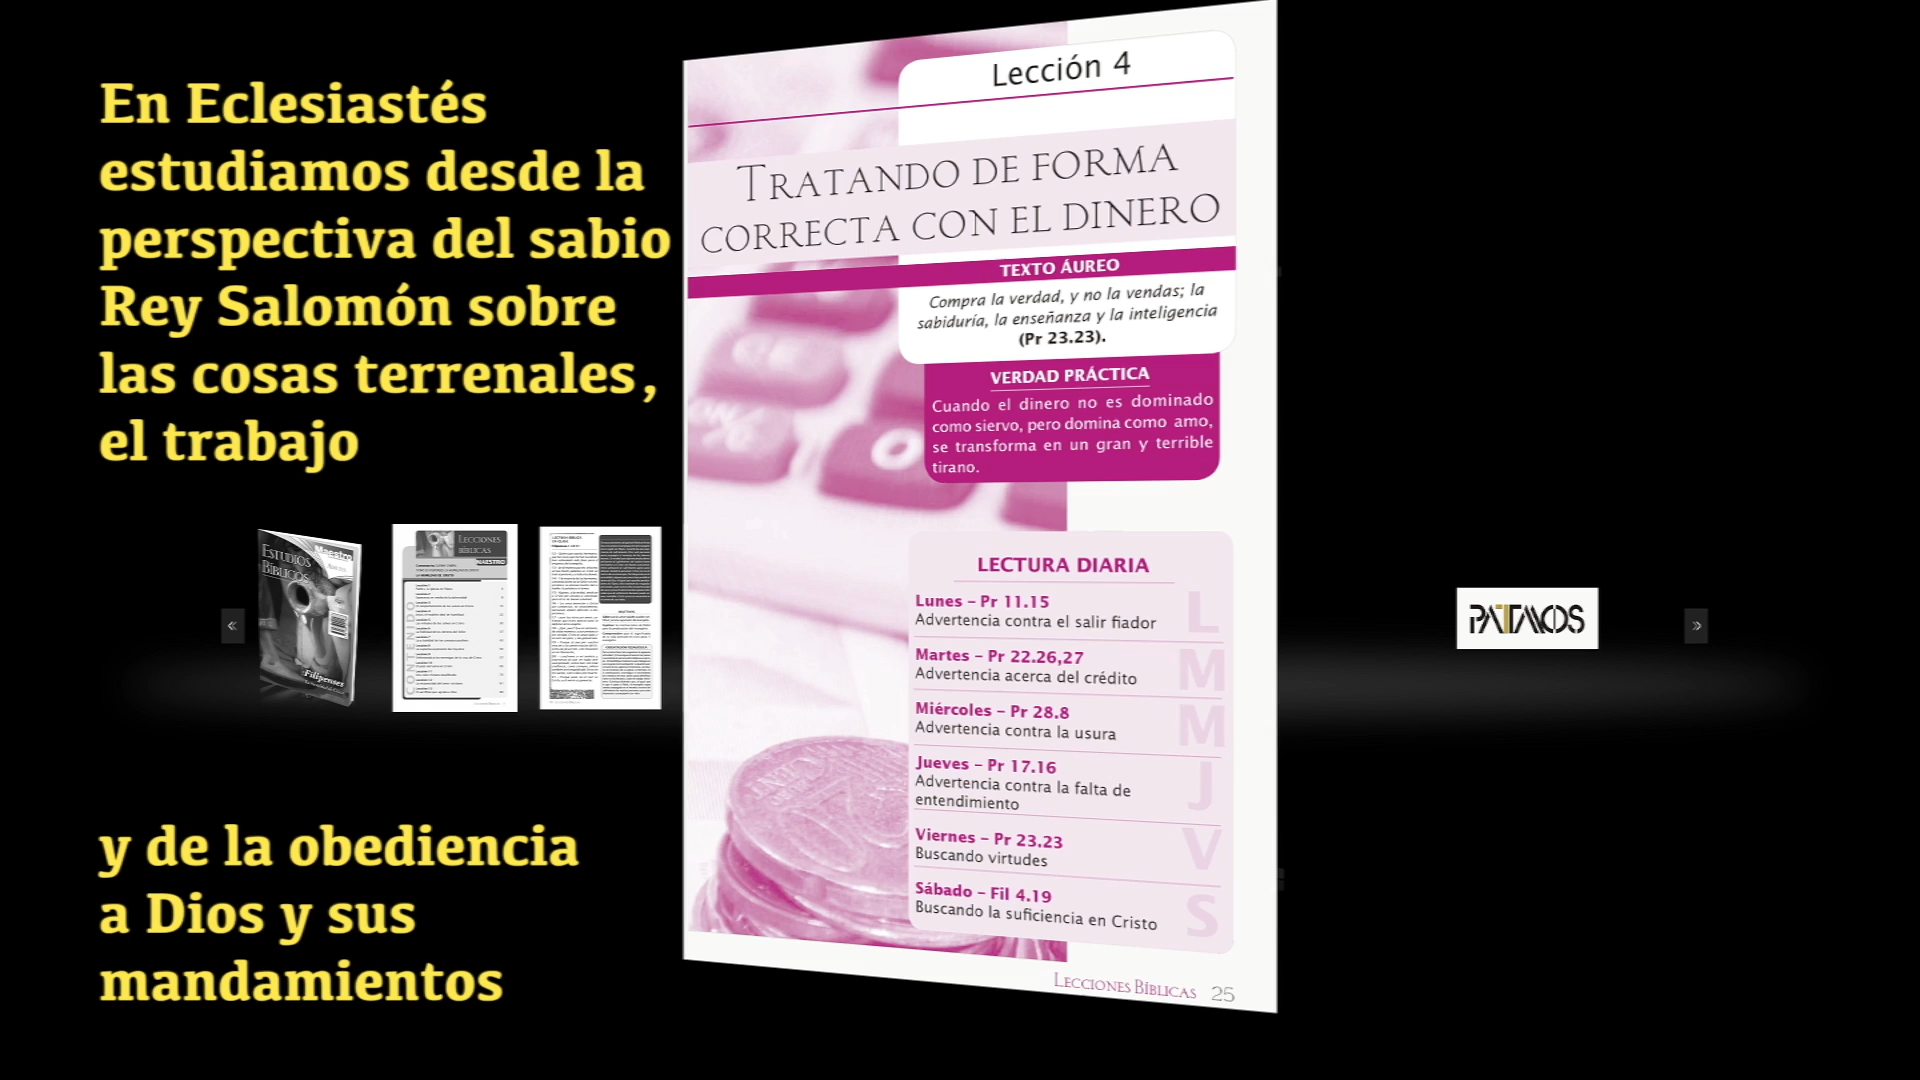 En Eclesiastés
estudiamos desde la
perspectiva del sabio
Rey Salomón sobre
las cosas terrenales,
el trabajo
y de la obediencia
a Dios y sus
mandamientos
«
Estudios
Bíblicos
Maestro
Filipenses
Lecciones
Bíblicas
MAESTRO
Lección 4
Tratando de forma
correcta con el dinero
TEXTO ÁUREO
Compra la verdad, y no la vendas; la
sabiduría, la enseñanza y la inteligencia
(Pr 23.23).
VERDAD PRÁCTICA
Cuando el dinero no es dominado
como siervo, pero domina como amo,
se transforma en un gran y terrible
tirano.
LECTURA DIARIA
Lunes – Pr 11.15
Advertencia contra el salir fiador
L
Martes – Pr 22.26,27
Advertencia acerca del crédito
M
Miércoles – Pr 28.8
Advertencia contra la usura
M
Jueves – Pr 17.16
Advertencia contra la falta de
entendimiento
J
Viernes – Pr 23.23
Buscando virtudes
V
Sábado – Fil 4.19
Buscando la suficiencia en Cristo
S
Lecciones Bíblicas 25
PATMOS
»